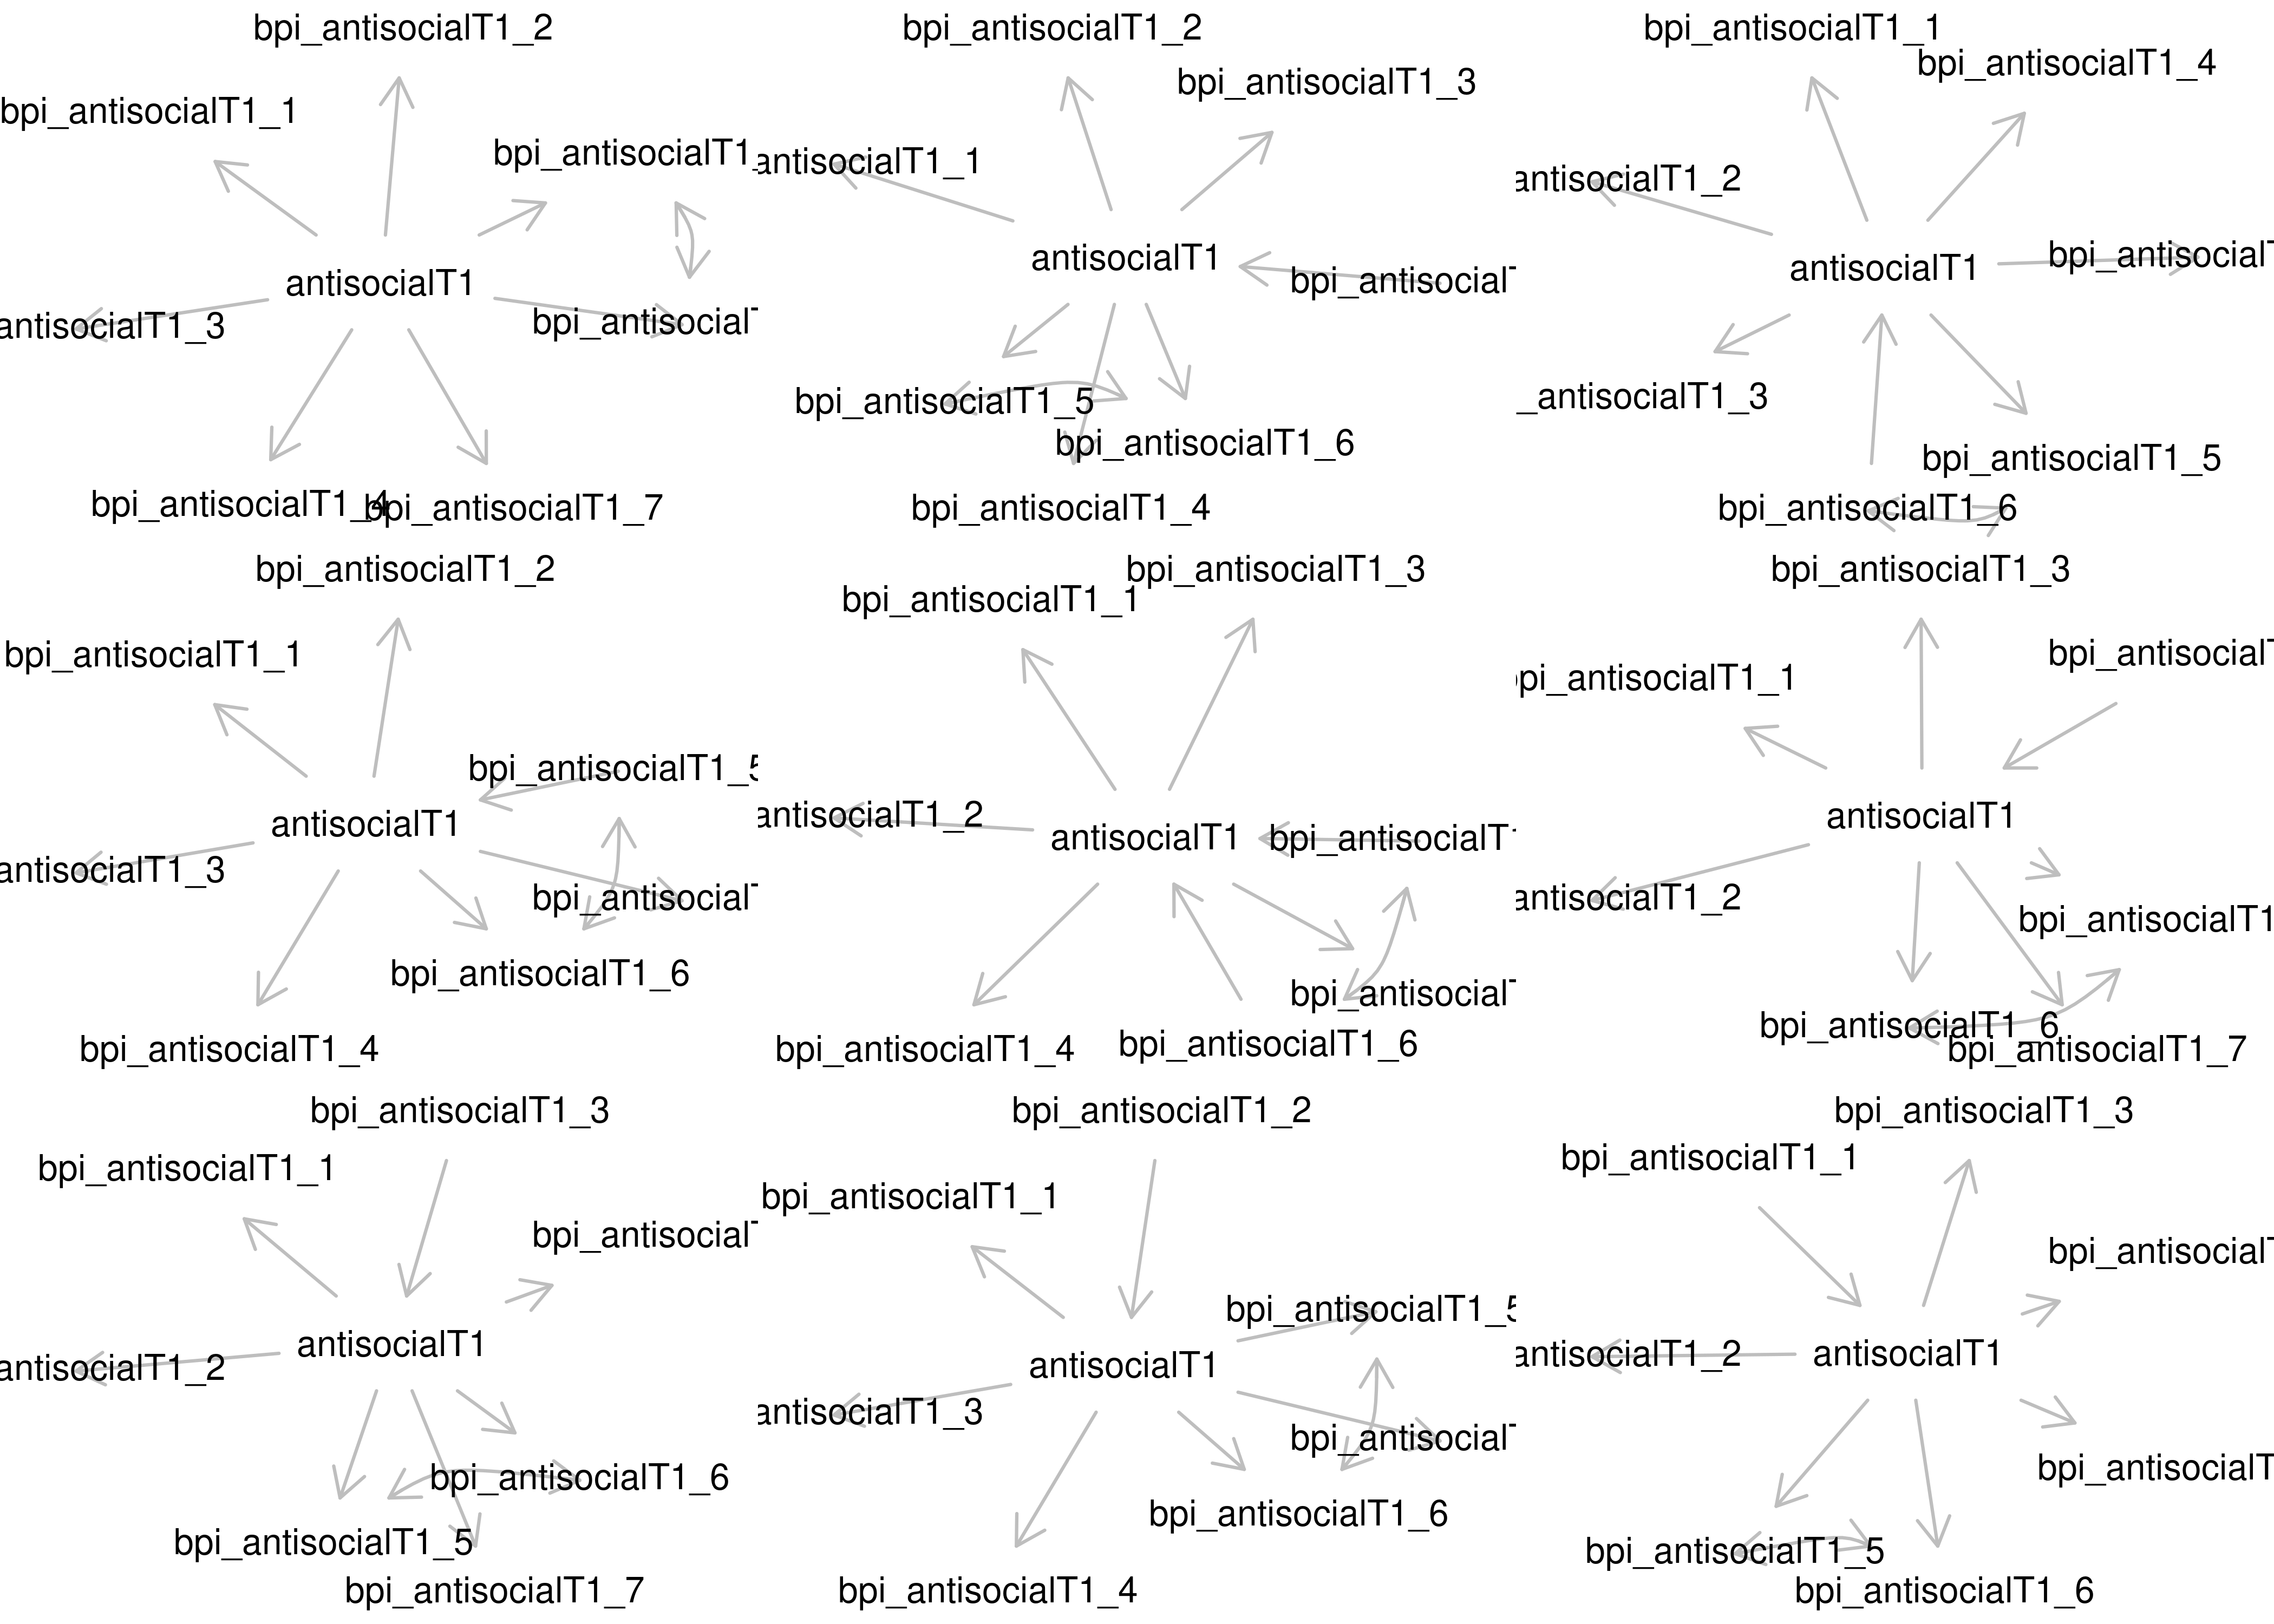 bpi_antisocialT1_2
bpi_antisocialT1_1
bpi_antisocialT1_
antisocialT1
antisocialT1_3
bpi_antisocialT
bpi_antisocialT1_4
bpi_antisocialT1_7
bpi_antisocialT1_2
bpi_antisocialT1_3
antisocialT1_1
antisocialT1
bpi_antisocial
bpi_antisocialT1_5
bpi_antisocialT1_6
bpi_antisocialT1_4
bpi_antisocialT1_1
bpi_antisocialT1_4
antisocialT1_2
antisocialT1
bpi_antisocial
_antisocialT1_3
bpi_antisocialT1_5
bpi_antisocialT1_6
bpi_antisocialT1_2
bpi_antisocialT1_1
bpi_antisocialT1_5
antisocialT1
antisocialT1_3
bpi_antisocial
bpi_antisocialT1_6
bpi_antisocialT1_4
bpi_antisocialT1_3
bpi_antisocialT1_1
antisocialT1_2
antisocialT1
bpi_antisocialT
bpi_antisocial
bpi_antisocialT1_4
bpi_antisocialT1_6
bpi_antisocialT1_3
bpi_antisocial
bpi_antisocialT1_1
antisocialT1
antisocialT1_2
bpi_antisocialT1
bpi_antisocialT1_6
bpi_antisocialT1_7
bpi_antisocialT1_3
bpi_antisocialT1_1
bpi_antisocial
antisocialT1
antisocialT1_2
bpi_antisocialT1_6
bpi_antisocialT1_5
bpi_antisocialT1_7
bpi_antisocialT1_2
bpi_antisocialT1_1
bpi_antisocialT1_5
antisocialT1
antisocialT1_3
bpi_antisocial
bpi_antisocialT1_6
bpi_antisocialT1_4
bpi_antisocialT1_3
bpi_antisocialT1_1
bpi_antisocial
antisocialT1_2
antisocialT1
bpi_antisocialT
bpi_antisocialT1_5
bpi_antisocialT1_6